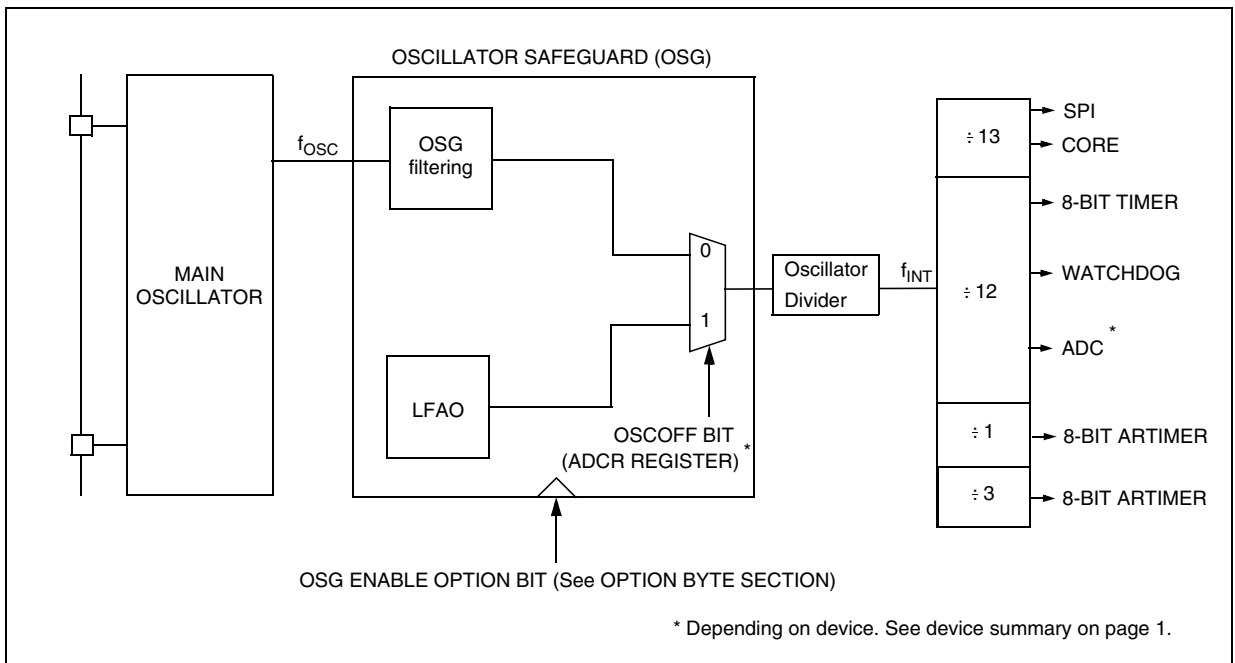 OSCILLATOR SAFEGUARD (OSG)
MAIN
OSCILLATOR
fOSC
OSG
filtering
LFAO
0
1
OSCOFF BIT
(ADCR REGISTER) *
Oscillator
Divider
fINT
÷ 13
÷ 12
÷ 1
÷ 3
SPI
CORE
8-BIT TIMER
WATCHDOG
ADC *
8-BIT ARTIMER
8-BIT ARTIMER
OSG ENABLE OPTION BIT (See OPTION BYTE SECTION)
* Depending on device. See device summary on page 1.